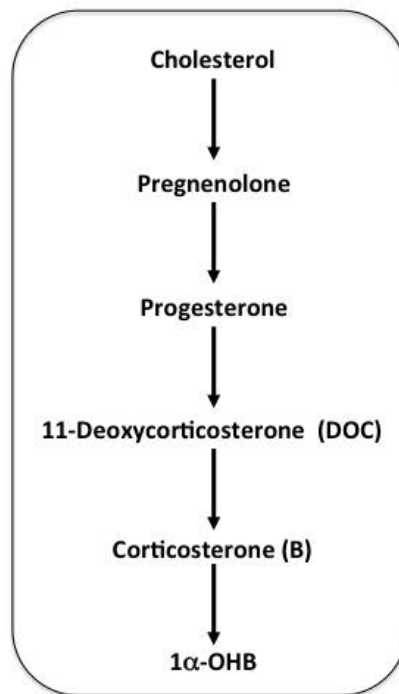 Cholesterol
Pregnenolone
Progesterone
11-Deoxycorticosterone (DOC)
Corticosterone (B)
1α-OHB